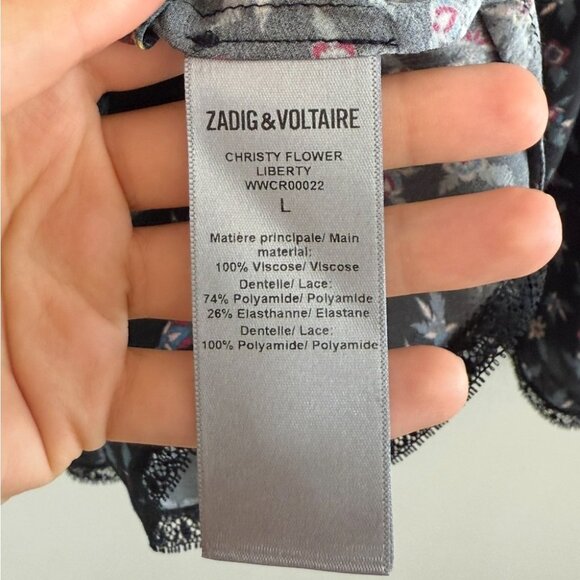 ZADIG & VOLTAIRE
CHRISTY FLOWER
LIBERTY
WWCR00022
L
Matière principale/ Main
material:
100% Viscose/ Viscose
Dentelle/ Lace:
74% Polyamide/ Polyamide
26% Elasthanne/ Elastane
Dentelle/ Lace:
100% Polyamide/ Polyamide